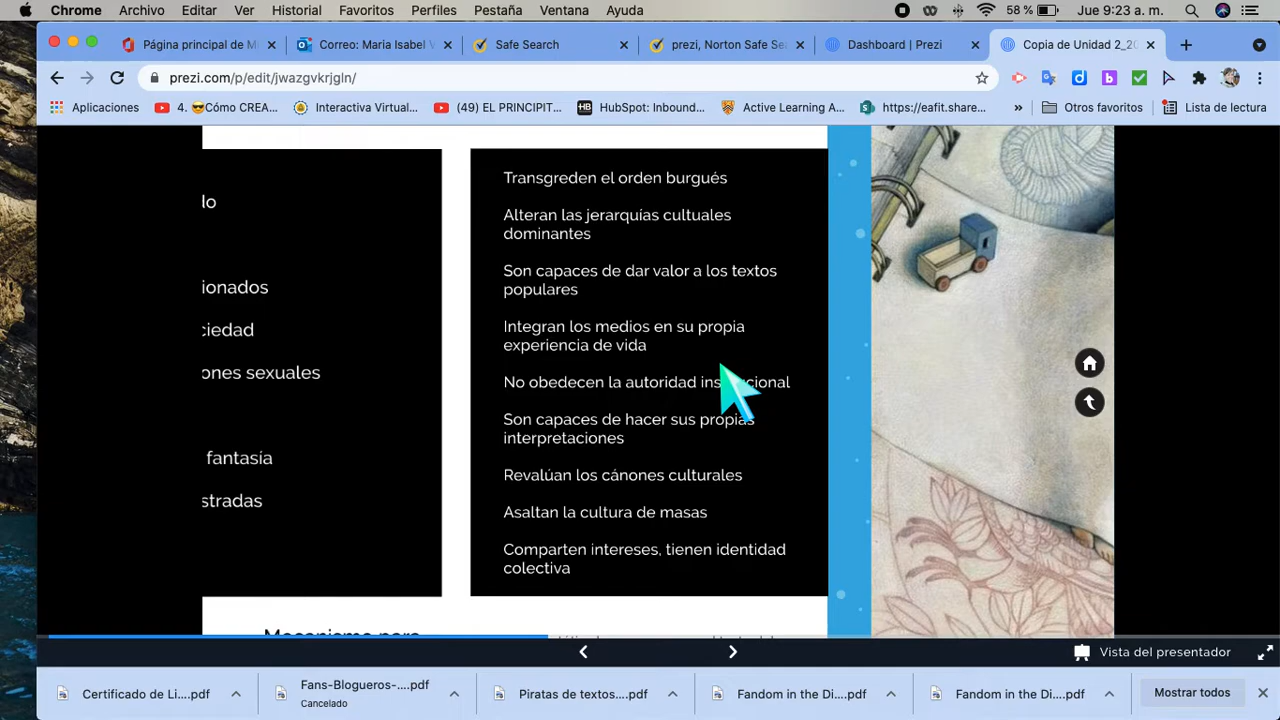 Chrome Archivo Editar Ver Historial Favoritos Perfiles Pestaña Ventana Ayuda 58 % Jue 9:23 a. m.
Página principal de M Correo: Maria Isabel V Safe Search prezi, Norton Safe Se Dashboard | Prezi Copia de Unidad 2_20
prezi.com/p/edit/jwazgvkrjgln/
Aplicaciones 4. 😎Cómo CREA... Interactiva Virtual... (49) EL PRINCIPIT... HubSpot: Inbound... Active Learning A... https://eafit.share... » Otros favoritos Lista de lectura
do
ionados
ciedad
ones sexuales
fantasía
stradas
Transgreden el orden burgués
Alteran las jerarquías cultuales
dominantes
Son capaces de dar valor a los textos
populares
Integran los medios en su propia
experiencia de vida
No obedecen la autoridad ins cional
Son capaces de hacer sus propias
interpretaciones
Revalúan los cánones culturales
Asaltan la cultura de masas
Comparten intereses, tienen identidad
colectiva
Mecanismo para
Vista del presentador
Certificado de Li....pdf Fans-Blogueros-....pdf Piratas de textos....pdf Fandom in the Di....pdf Fandom in the Di....pdf Mostrar todos
Cancelado